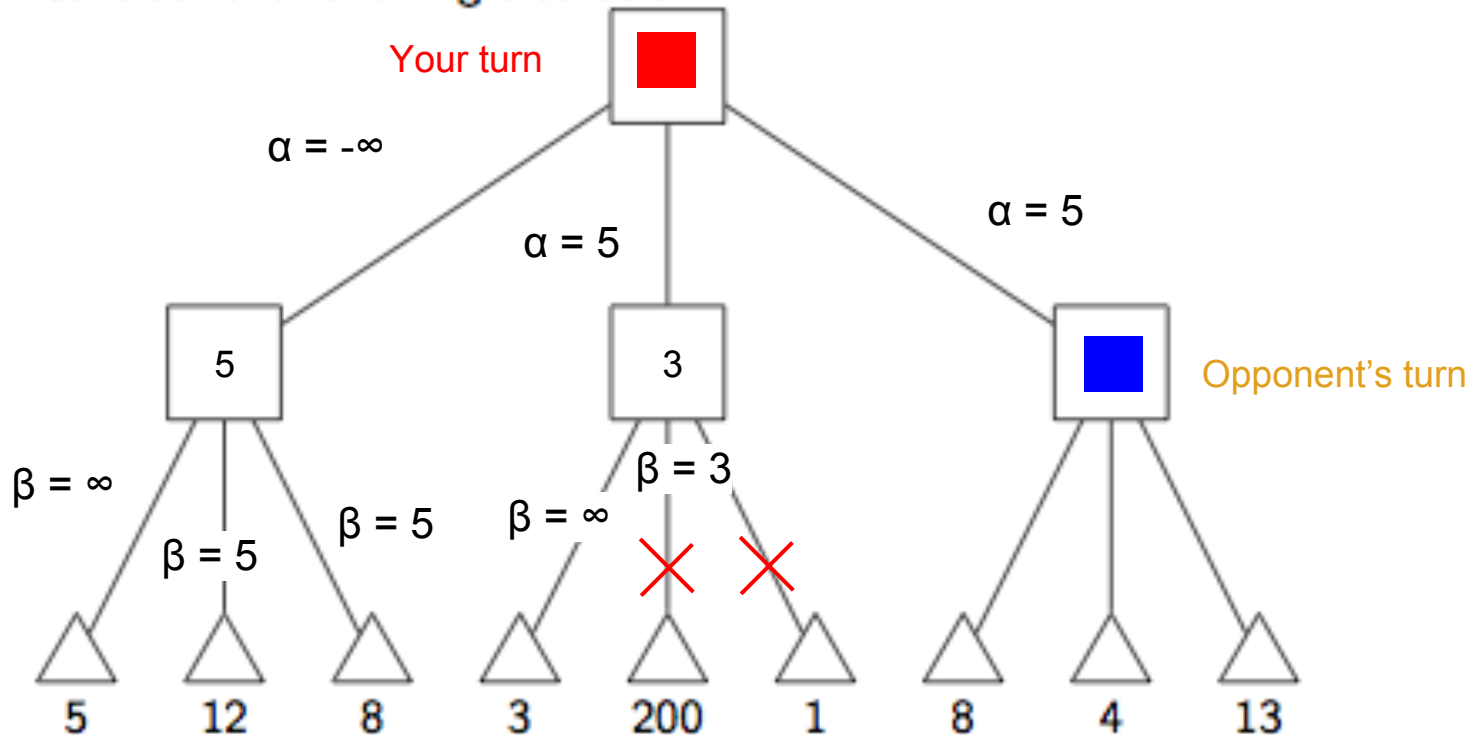 Your turn
α = -∞
α = 5
α = 5
5
3
Opponent's turn
β = ∞
β = 5
β = 5
β = ∞
β = 3
5 12 8 3 200 1 8 4 13